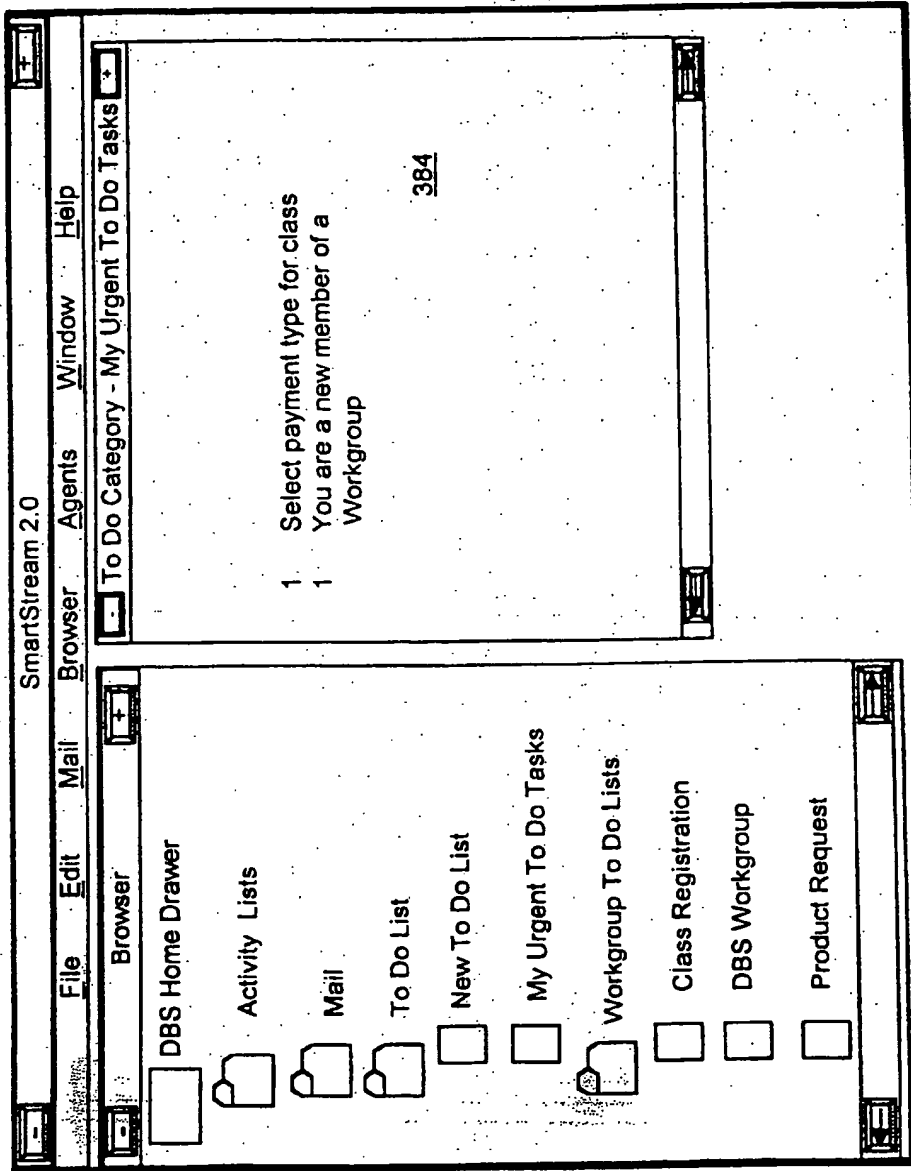 SmartStream 2.0
File Edit Mail Browser Agents Window Help
Browser
DBS Home Drawer
Activity Lists
Mail
To Do List
New To Do List
My Urgent To Do Tasks
Workgroup To Do Lists
Class Registration
DBS Workgroup
Product Request
To Do Category - My Urgent To Do Tasks
1 Select payment type for class
1 You are a new member of a
Workgroup
384